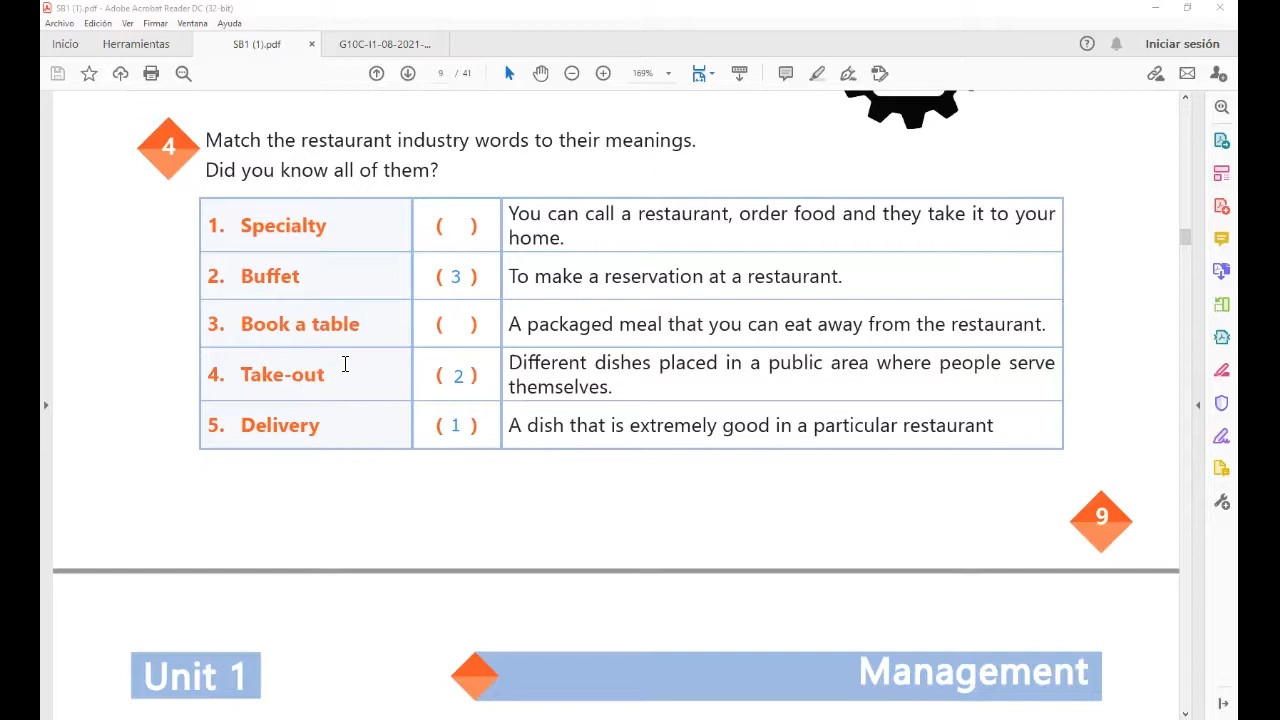 SB1 (1).pdf - Adobe Acrobat Reader DC (32-bit)
Archivo Edición Ver Firmar Ventana Ayuda
Inicio Herramientas SB1 (1).pdf × G10C-I1-08-2021-... Iniciar sesión
9 / 41 169%
4 Match the restaurant industry words to their meanings.
Did you know all of them?
1. Specialty ( ) You can call a restaurant, order food and they take it to your
home.
2. Buffet ( 3 ) To make a reservation at a restaurant.
3. Book a table ( ) A packaged meal that you can eat away from the restaurant.
4. Take-out ( 2 ) Different dishes placed in a public area where people serve
themselves.
5. Delivery ( 1 ) A dish that is extremely good in a particular restaurant
9
Unit 1 Management